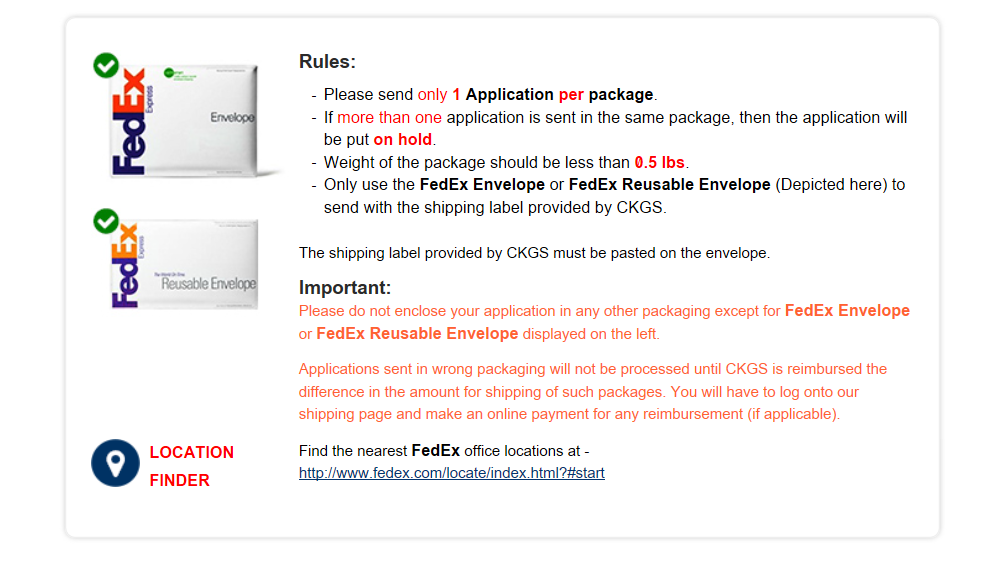 Rules:
- Please send only 1 Application per package.
- If more than one application is sent in the same package, then the application will
be put on hold.
- Weight of the package should be less than 0.5 lbs.
- Only use the FedEx Envelope or FedEx Reusable Envelope (Depicted here) to
send with the shipping label provided by CKGS.
The shipping label provided by CKGS must be pasted on the envelope.
Important:
Please do not enclose your application in any other packaging except for FedEx Envelope
or FedEx Reusable Envelope displayed on the left.
Applications sent in wrong packaging will not be processed until CKGS is reimbursed the
difference in the amount for shipping of such packages. You will have to log onto our
shipping page and make an online payment for any reimbursement (if applicable).
Find the nearest FedEx office locations at -
http://www.fedex.com/locate/index.html?#start
FedEx
Express
Envelope
FedEx
Express
Reusable Envelope
LOCATION
FINDER